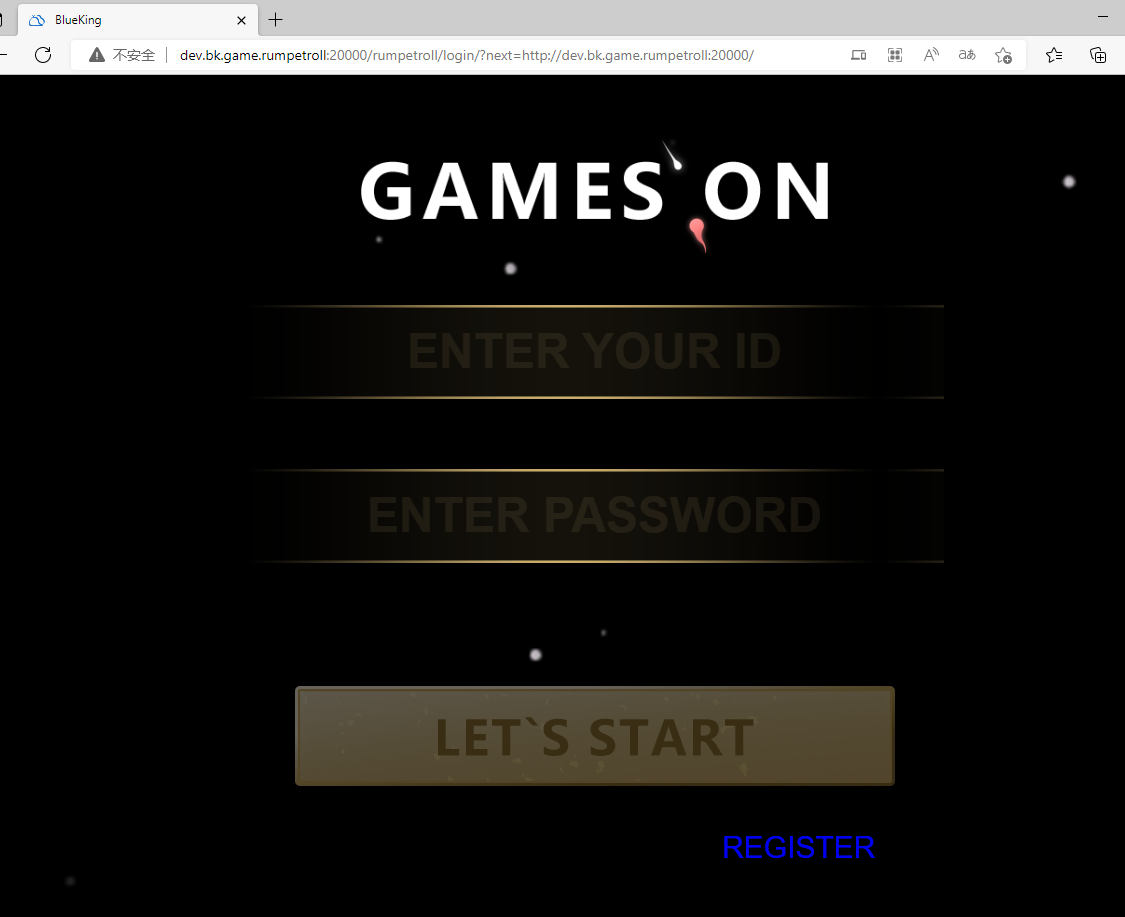 BlueKing
不安全
dev.bk.game.rumpetroll:20000/rumpetroll/login/?next=http://dev.bk.game.rumpetroll:20000/
GAMES ON
ENTER YOUR ID
ENTER PASSWORD
LET`S START
REGISTER